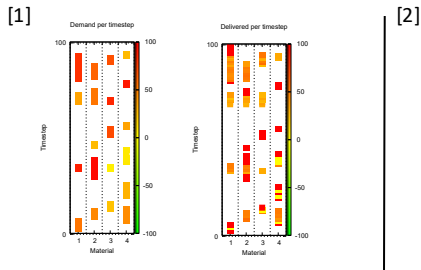 [1]
[2]
Demand per timestep
100
0
Timestep
1 2 3 4
Material
100
50
0
-50
-100
Delivered per timestep
100
0
Timestep
1 2 3 4
Material
100
50
0
-50
-100